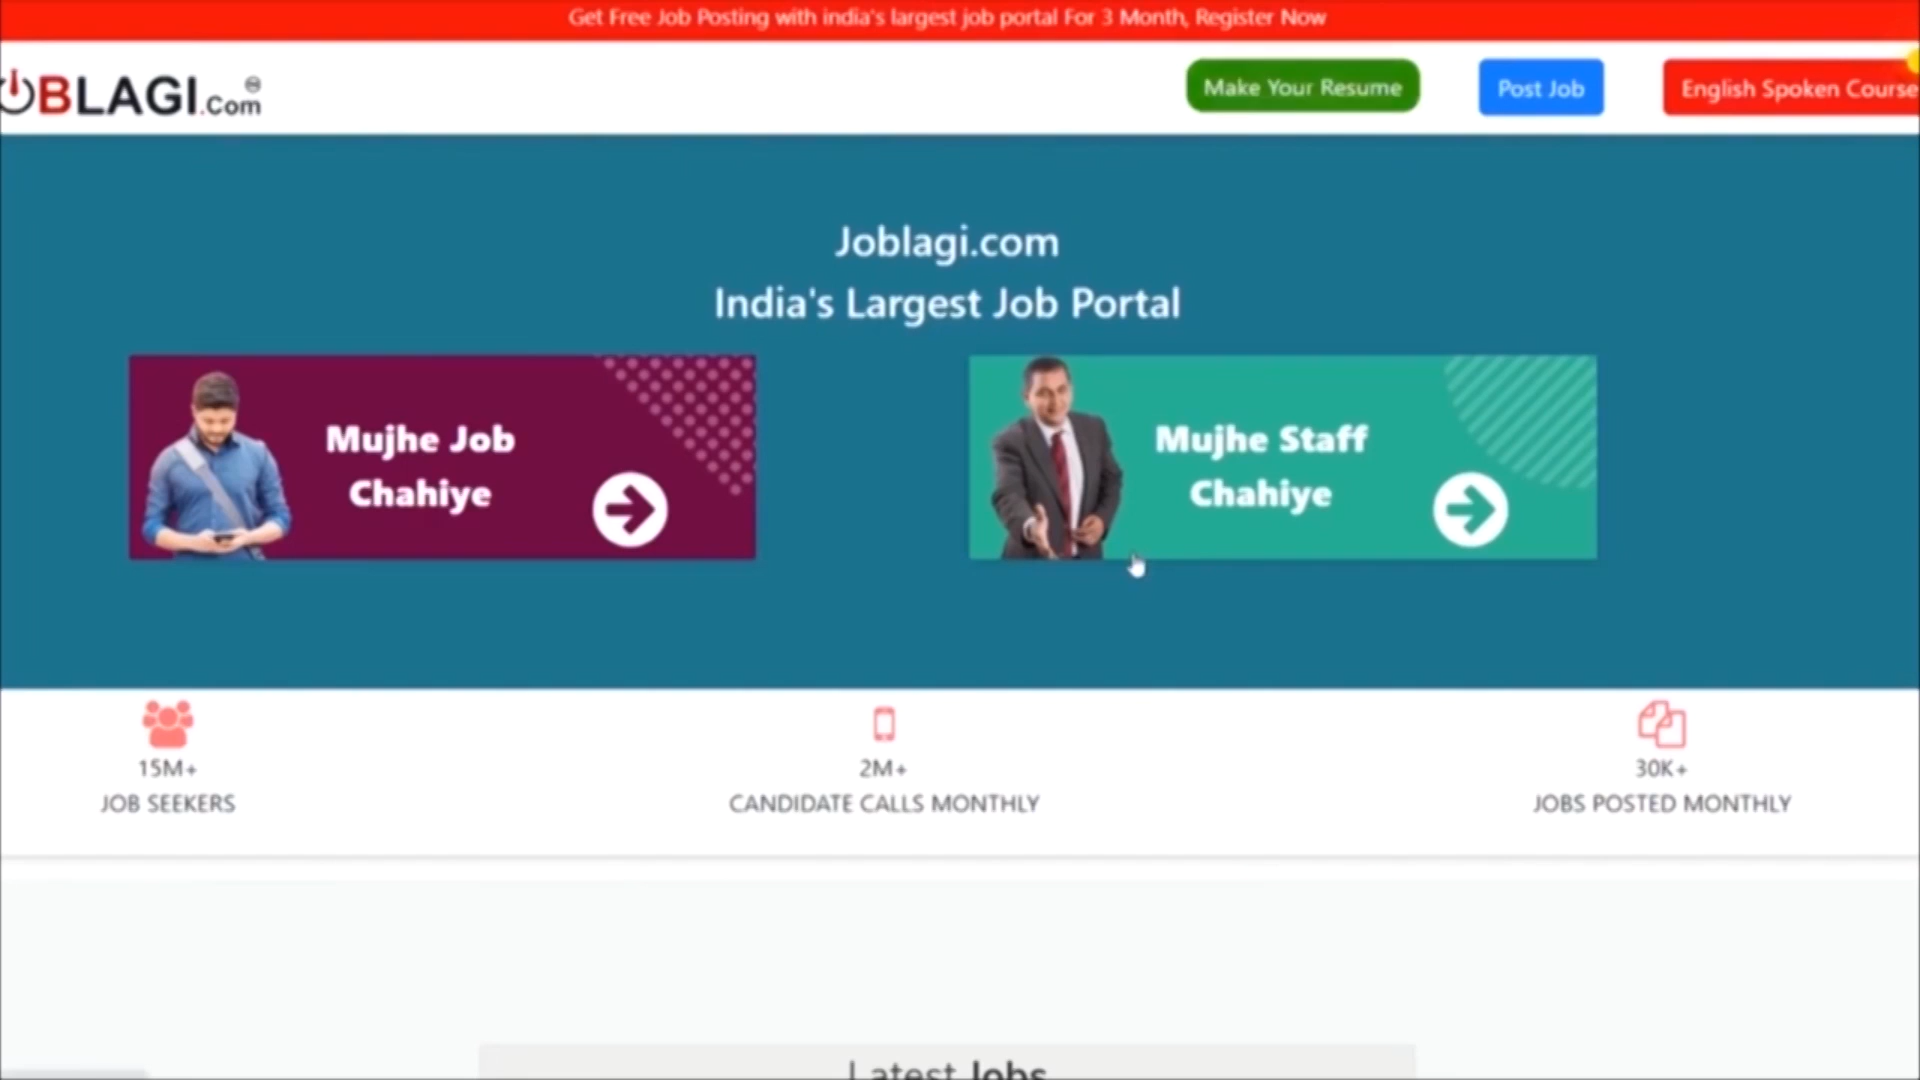 Get Free Job Posting with india's largest job portal For 3 Month, Register Now
OBLAGI.Com
Make Your Resume
Post Job
English Spoken Course
Joblagi.com
India's Largest Job Portal
Mujhe Job
Chahiye
Mujhe Staff
Chahiye
15M+
JOB SEEKERS
2M+
CANDIDATE CALLS MONTHLY
30K+
JOBS POSTED MONTHLY
Latest Jobs